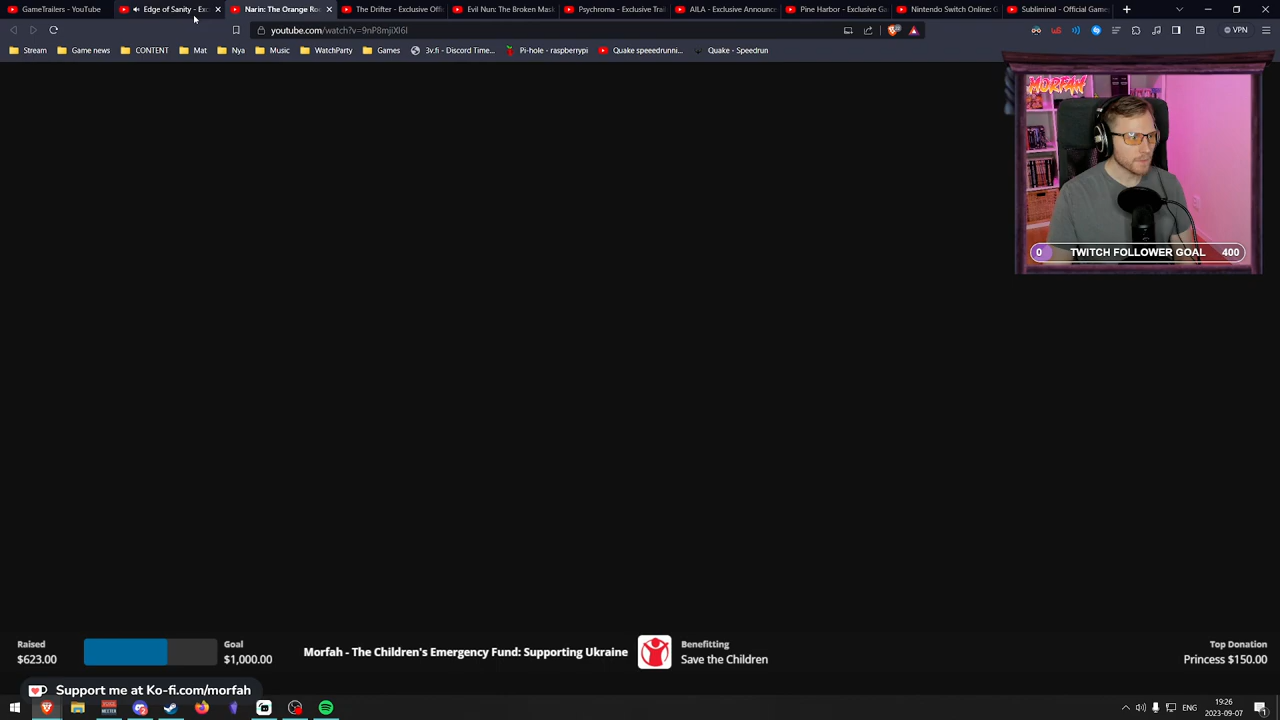 GameTrailers - YouTube
Edge of Sanity - Exc
Narin: The Orange Ro
The Drifter - Exclusive Offi
Evil Nun: The Broken Mask
Psychroma - Exclusive Trail
AILA - Exclusive Announc
Pine Harbor - Exclusive Ga
Nintendo Switch Online: G
Subliminal - Official Game
youtube.com/watch?v=9nP8mjiXl6I
VPN
Stream
Game news
CONTENT
Mat
Nya
Music
WatchParty
Games
3v.fi - Discord Time...
Pi-hole - raspberrypi
Quake speeedrunni...
Quake - Speedrun
MORFAH
0 TWITCH FOLLOWER GOAL 400
Raised
$623.00
Goal
$1,000.00
Morfah - The Children's Emergency Fund: Supporting Ukraine
Benefitting
Save the Children
Top Donation
Princess $150.00
Support me at Ko-fi.com/morfah
ENG
19:26
2023-09-07